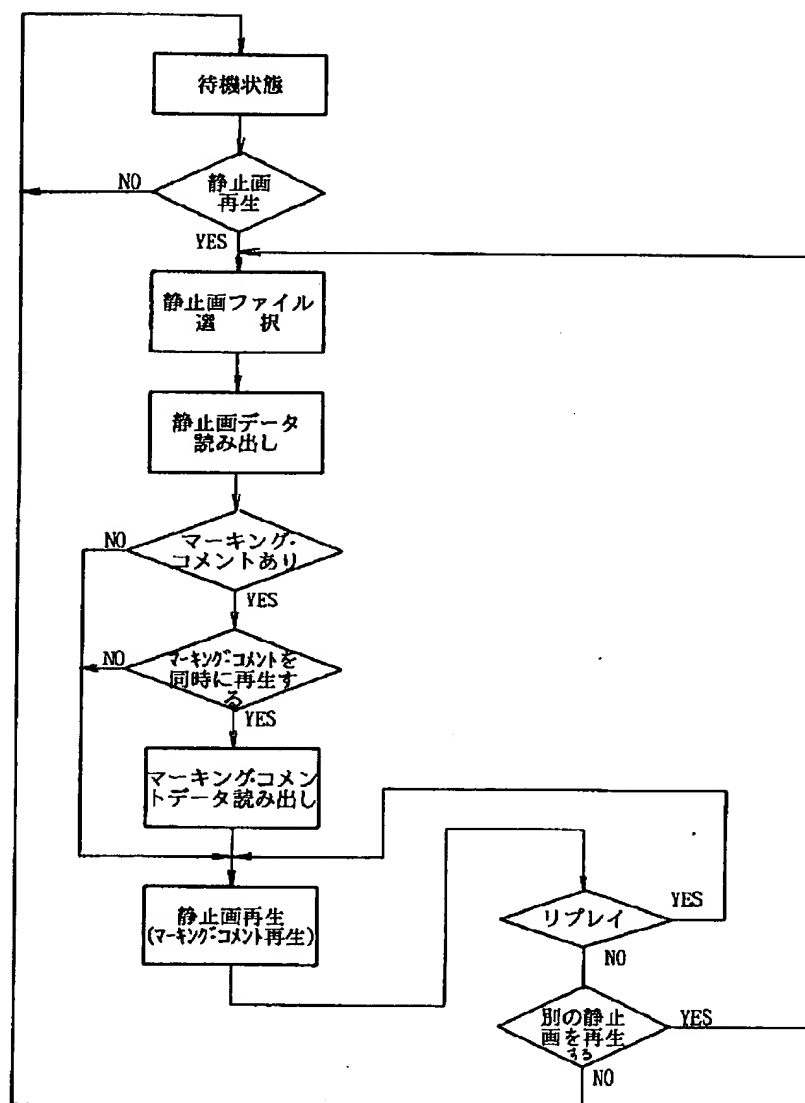 待機状態
NO
静止画
再生
YES
静止画ファイル
選 択
静止画データ
読み出し
NO
マーキング・
コメントあり
YES
NO
マーキング・コメントを
同時に再生す
る
YES
マーキング・コメン
トデータ読み出し
静止画再生
(マーキング・コメント再生)
リプレイ
YES
NO
別の静止
画を再生
する
YES
NO